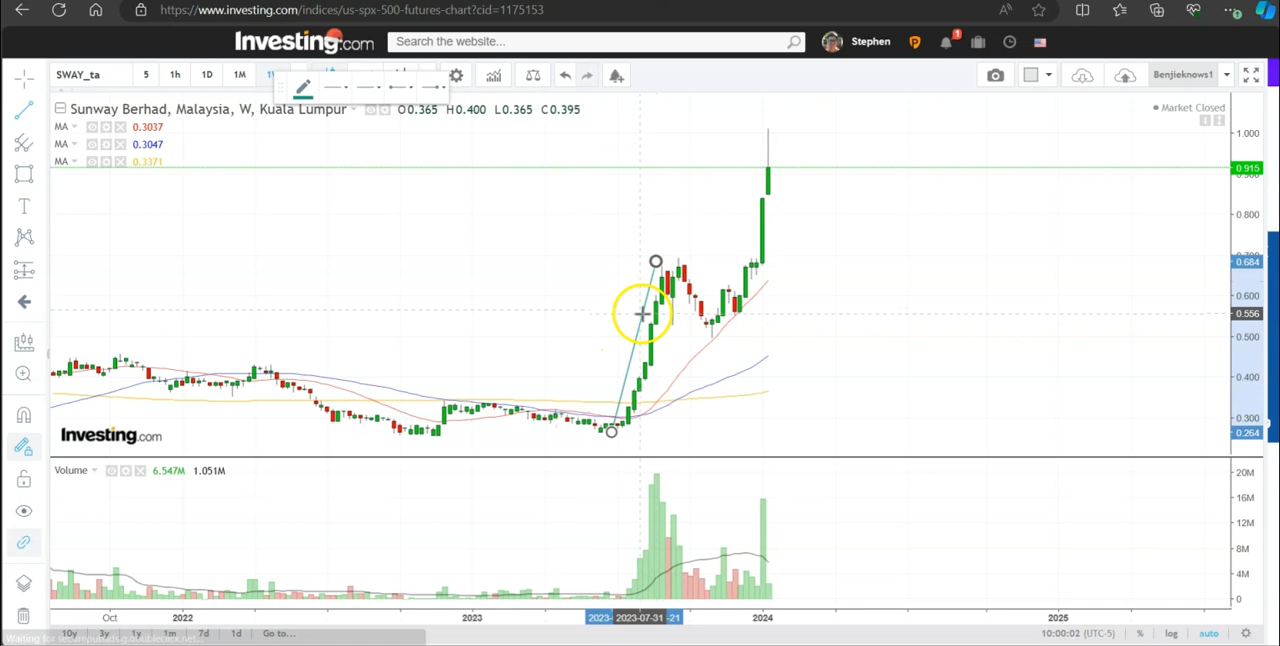 https://www.investing.com/indices/us-spx-500-futures-chart?cid=1175153
Investing.com
Search the website...
Stephen
1
SWAY_ta 5 1h 1D 1M
Benjieknows1
Sunway Berhad, Malaysia, W, Kuala Lumpur O0.365 H0.400 L0.365 C0.395
Market Closed
MA 0.3037
MA 0.3047
MA 0.3371
1.000
0.915
0.800
0.684
0.600
0.556
0.500
0.400
0.300
0.264
Investing.com
Volume 6.547M 1.051M
20M
16M
12M
8M
4M
0
Oct 2022 2023 2023- 2023-07-31 -21 2024 2025
10y 3y 1y 1m 7d 1d Go to...
10:00:02 (UTC-5) % log auto